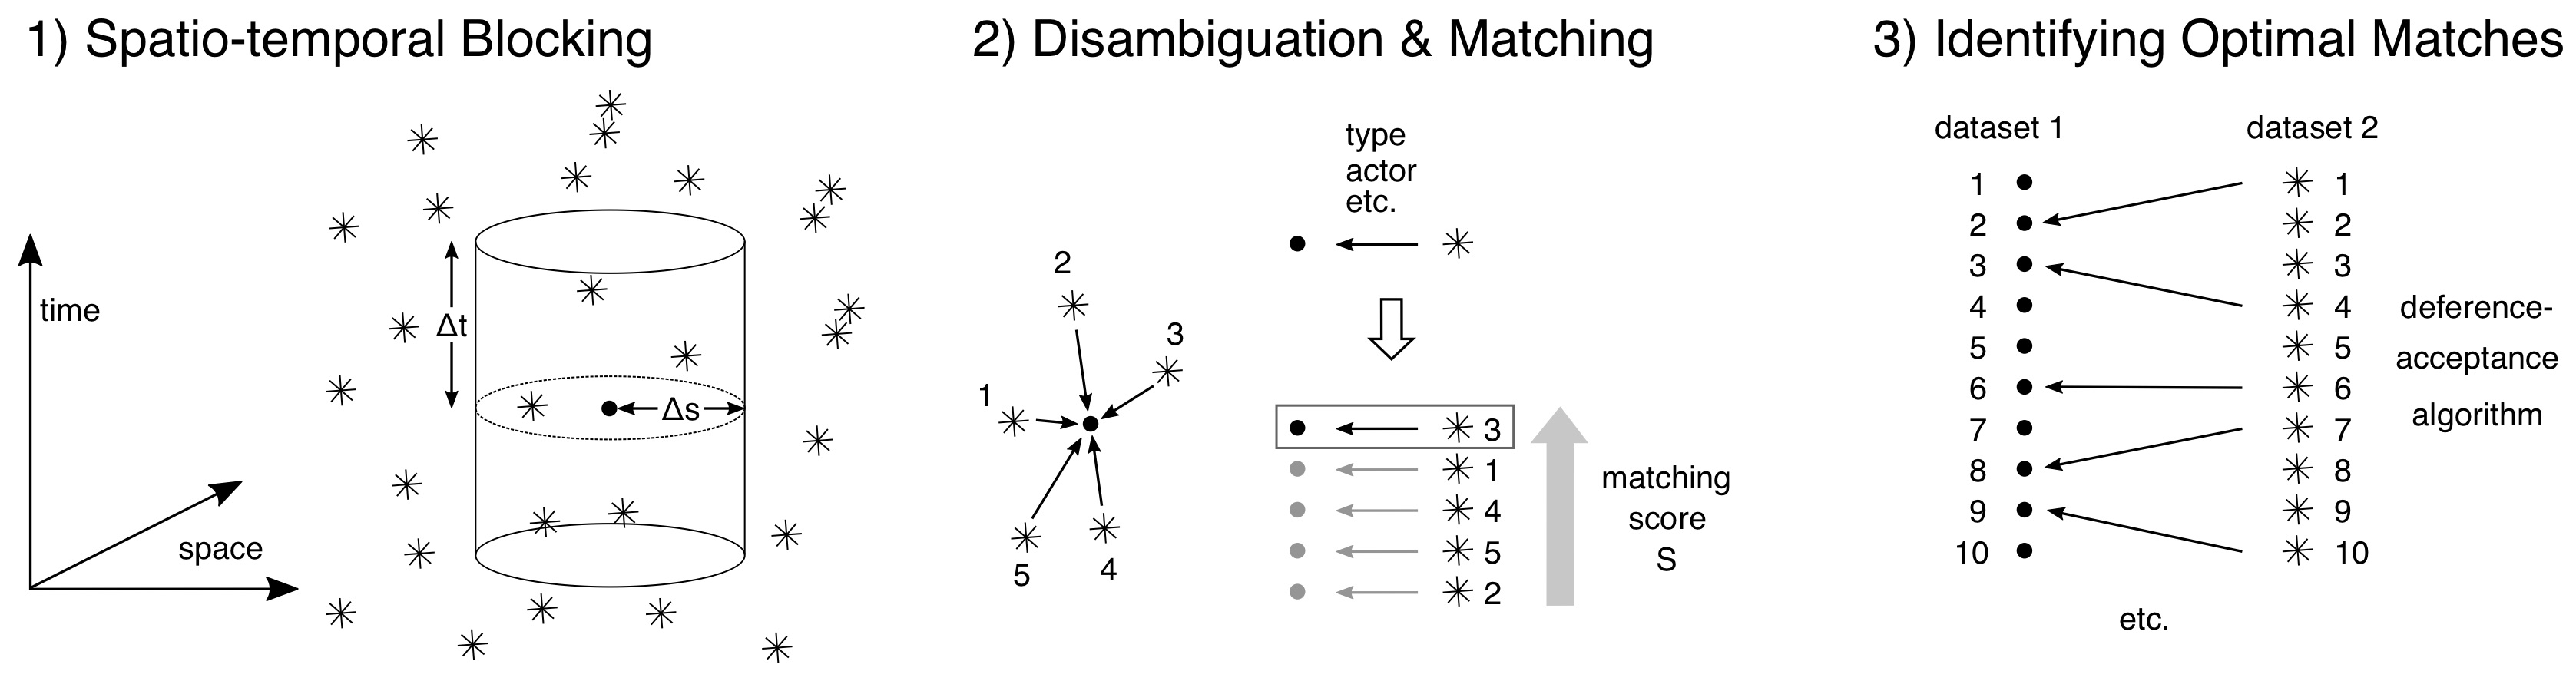 1) Spatio-temporal Blocking
time
space
Δt
Δs
2) Disambiguation & Matching
1
2
3
4
5
type
actor
etc.
3
1
4
5
2
matching
score
S
3) Identifying Optimal Matches
dataset 1
dataset 2
1 1
2 2
3 3
4 4
5 5
6 6
7 7
8 8
9 9
10 10
deference-
acceptance
algorithm
etc.